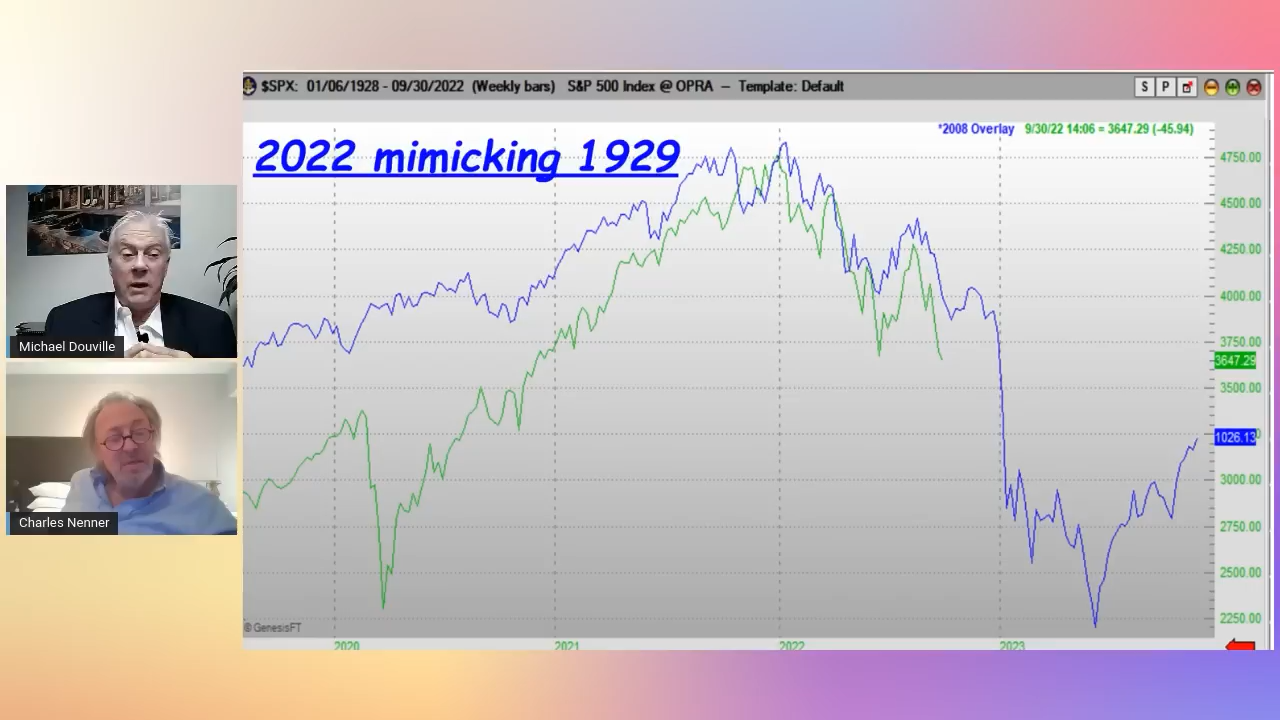 $SPX: 01/06/1928 - 09/30/2022 (Weekly bars) S&P 500 Index @ OPRA — Template: Default
S P
*2008 Overlay 9/30/22 14:06 = 3647.29 (-45.94)
2022 mimicking 1929
4750.00
4500.00
4250.00
4000.00
3750.00
3647.29
3500.00
1026.13
3000.00
2750.00
2500.00
2250.00
Michael Douville
Charles Nenner
© GenesisFT
2020 2021 2022 2023